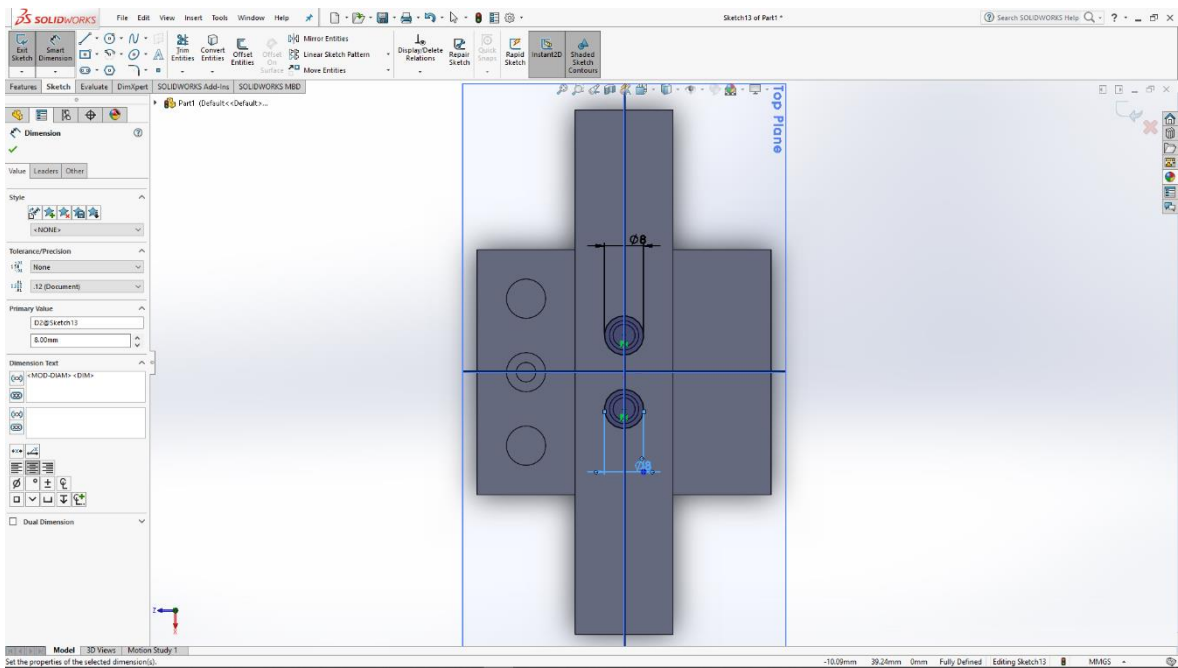 SOLIDWORKS File Edit View Insert Tools Window Help Sketch13 of Part1 * Search SOLIDWORKS Help
Exit Sketch
Smart Dimension
Trim Entities
Convert Entities
Offset Entities
Offset On Surface
Mirror Entities
Linear Sketch Pattern
Move Entities
Display/Delete Relations
Repair Sketch
Quick Snaps
Rapid Sketch
Instant2D
Shaded Sketch Contours
Features Sketch Evaluate DimXpert SOLIDWORKS Add-Ins SOLIDWORKS MBD
Part1 (Default<<Default>...
Top Plane
Dimension
Value Leaders Other
Style
<NONE>
Tolerance/Precision
None
.12 (Document)
Primary Value
D2@Sketch13
8.00mm
Dimension Text
<MOD-DIAM><DIM>
Dual Dimension
Ø8
Ø8
Z
X
Model 3D Views Motion Study 1
Set the properties of the selected dimension(s). -10.09mm 39.24mm 0mm Fully Defined Editing Sketch13 MMGS